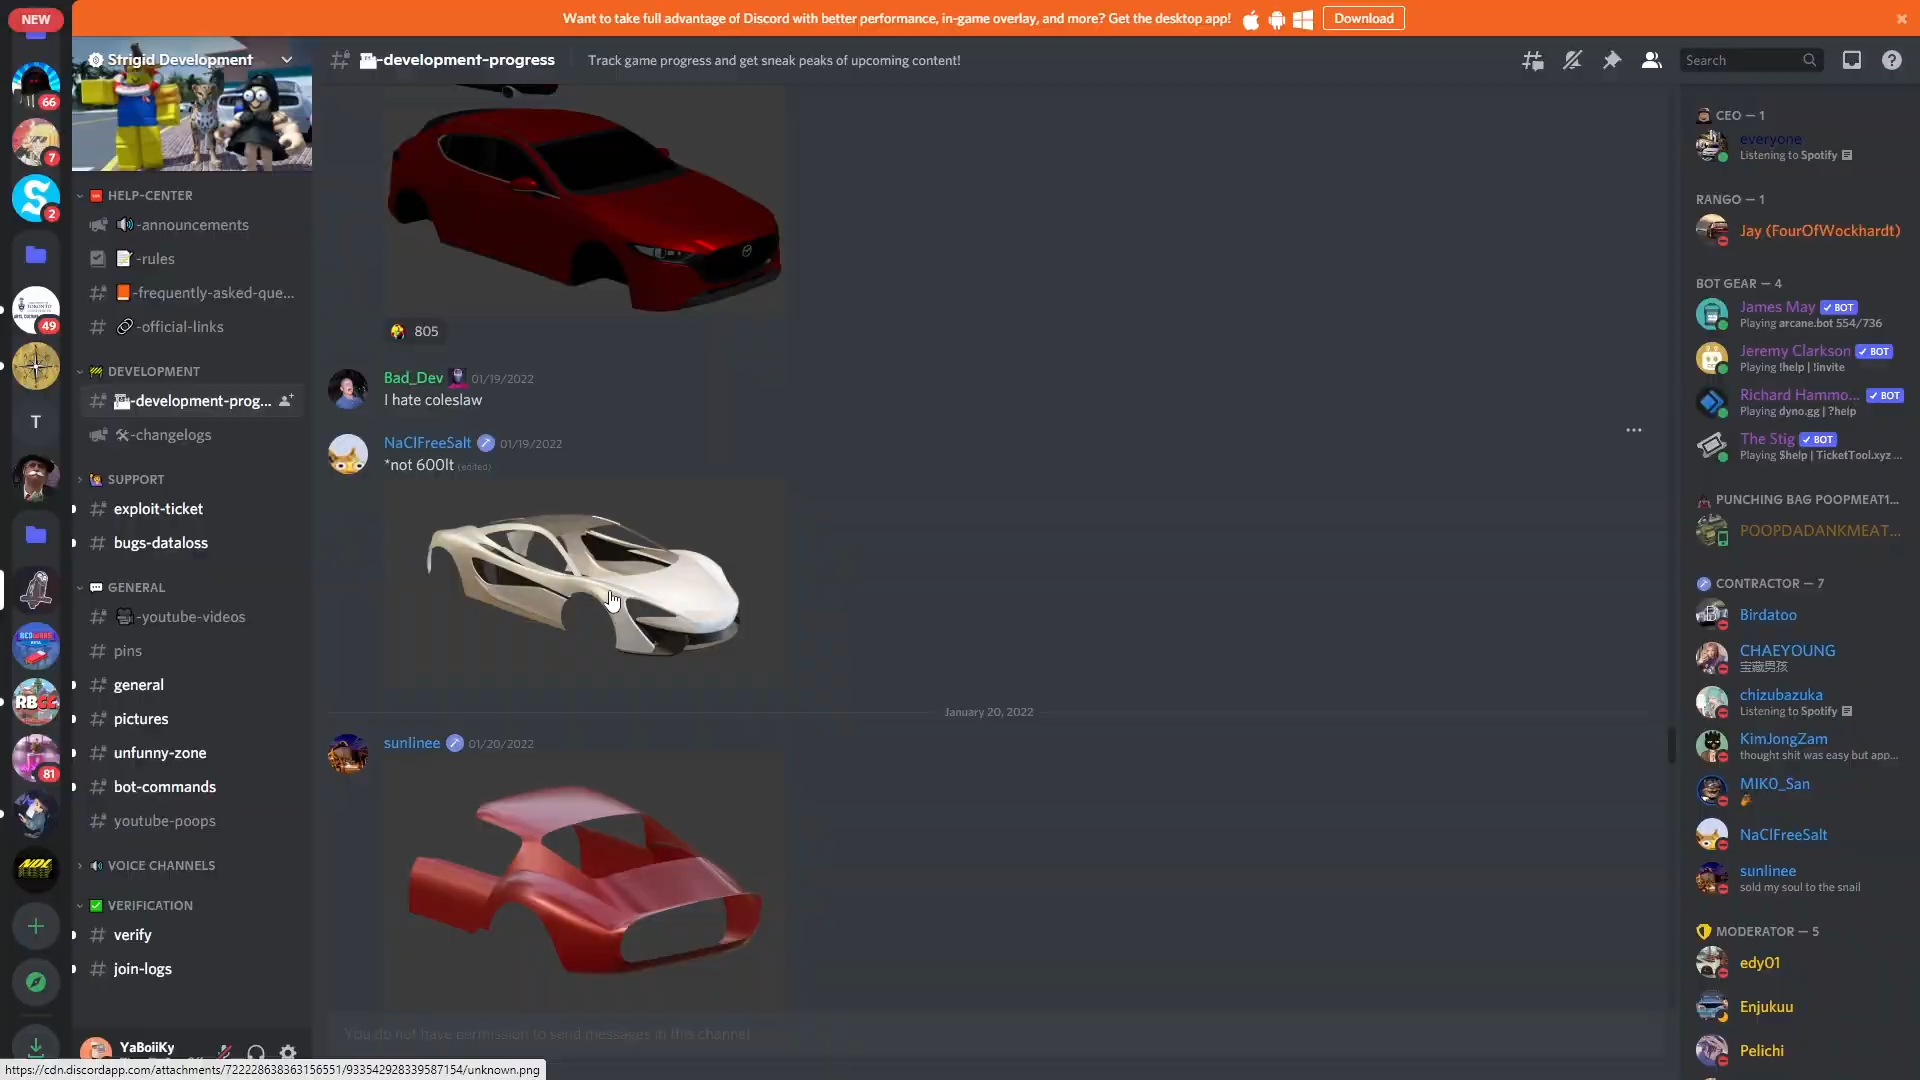 NEW
Want to take full advantage of Discord with better performance, in-game overlay, and more? Get the desktop app!
Download
Strigid Development
-development-progress
Track game progress and get sneak peaks of upcoming content!
Search
66
7
2
49
T
81
RBCC
HELP-CENTER
-announcements
-rules
-frequently-asked-que...
-official-links
DEVELOPMENT
-development-prog...
-changelogs
SUPPORT
exploit-ticket
bugs-dataloss
GENERAL
-youtube-videos
pins
general
pictures
unfunny-zone
bot-commands
youtube-poops
VOICE CHANNELS
VERIFICATION
verify
join-logs
YaBoiiKy
805
Bad_Dev 01/19/2022
I hate coleslaw
NaClFreeSalt 01/19/2022
*not 600lt (edited)
January 20, 2022
sunlinee 01/20/2022
You do not have permission to send messages in this channel
CEO — 1
everyone
Listening to Spotify
RANGO — 1
Jay (FourOfWockhardt)
BOT GEAR — 4
James May BOT
Playing arcane.bot 554/736
Jeremy Clarkson BOT
Playing !help | !invite
Richard Hammo... BOT
Playing dyno.gg | ?help
The Stig BOT
Playing $help | TicketTool.xyz ...
PUNCHING BAG POOPMEAT1...
POOPDADANKMEAT...
CONTRACTOR — 7
Birdatoo
CHAEYOUNG
宝藏男孩
chizubazuka
Listening to Spotify
KimJongZam
thought shit was easy but app...
MIK0_San
NaClFreeSalt
sunlinee
sold my soul to the snail
MODERATOR — 5
edy01
Enjukuu
Pelichi
https://cdn.discordapp.com/attachments/722228638363156551/933542928339587154/unknown.png